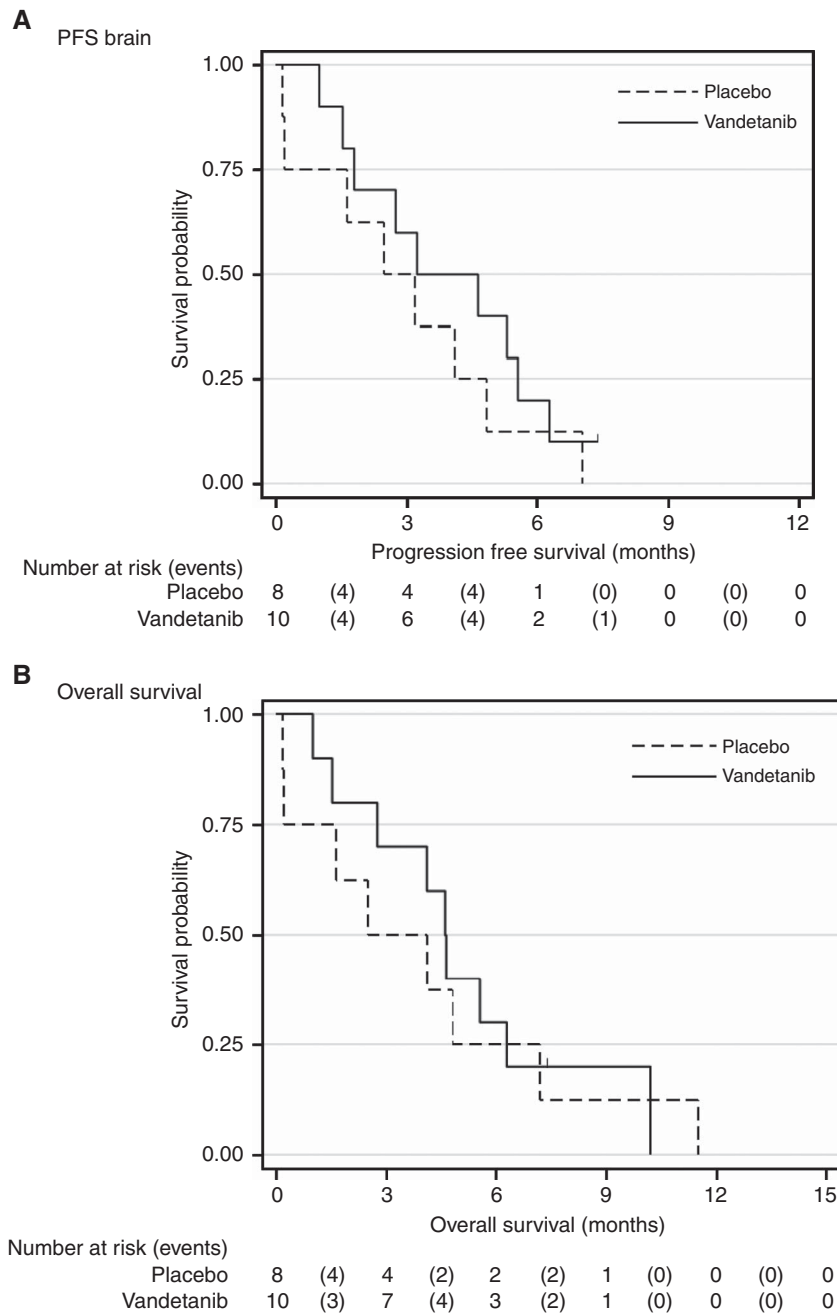 A
PFS brain
1.00
0.75
0.50
0.25
0.00
Survival probability
Placebo
Vandetanib
0 3 6 9 12
Progression free survival (months)
Number at risk (events)
Placebo 8 (4) 4 (4) 1 (0) 0 (0) 0
Vandetanib 10 (4) 6 (4) 2 (1) 0 (0) 0
B
Overall survival
1.00
0.75
0.50
0.25
0.00
Survival probability
Placebo
Vandetanib
0 3 6 9 12 15
Overall survival (months)
Number at risk (events)
Placebo 8 (4) 4 (2) 2 (2) 1 (0) 0 (0) 0
Vandetanib 10 (3) 7 (4) 3 (2) 1 (0) 0 (0) 0